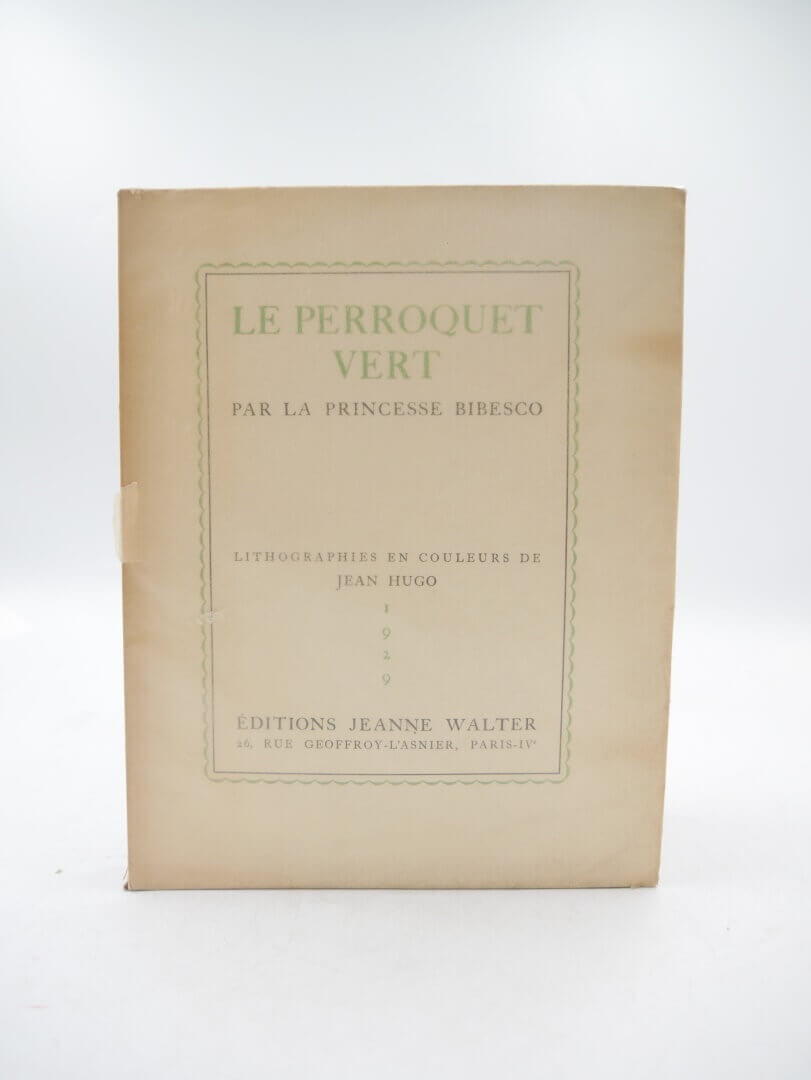 LE PERROQUET
VERT
PAR LA PRINCESSE BIBESCO
LITHOGRAPHIES EN COULEURS DE
JEAN HUGO
1
9
2
9
ÉDITIONS JEANNE WALTER
26, RUE GEOFFROY-L'ASNIER, PARIS-IVe